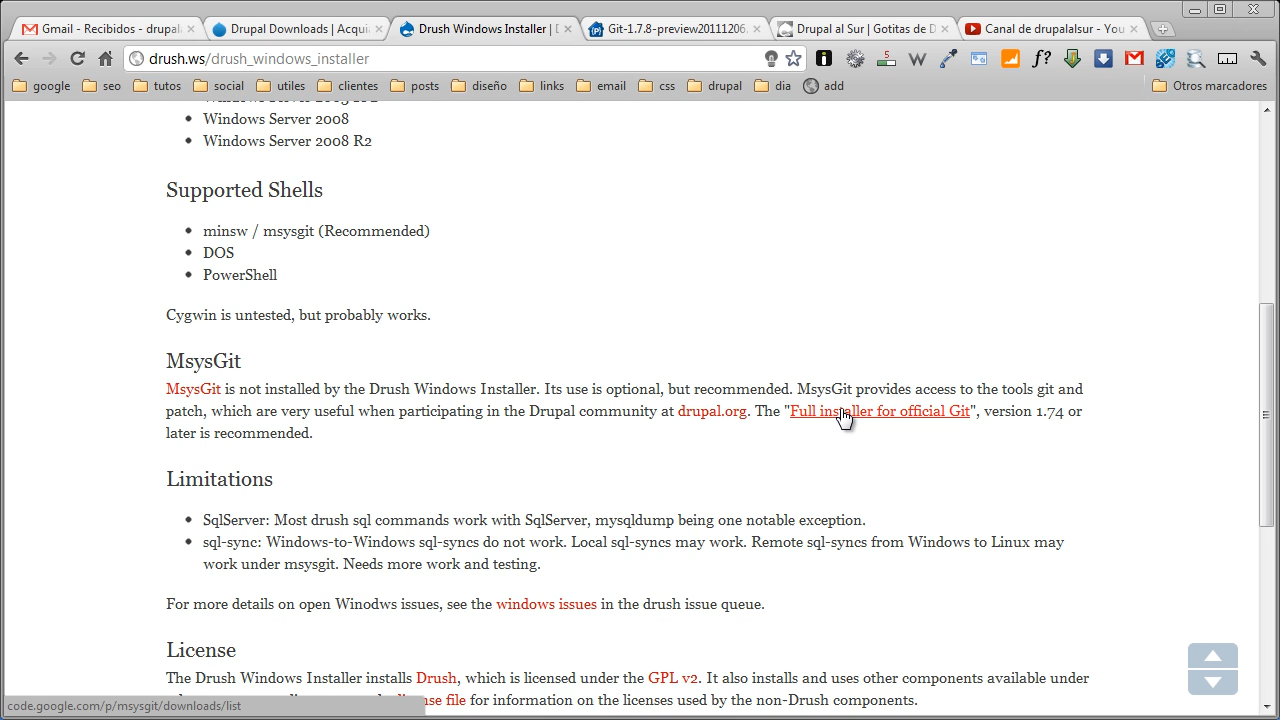 Gmail - Recibidos - drupal
Drupal Downloads | Acqui
Drush Windows Installer | D
Git-1.7.8-preview20111206.
Drupal al Sur | Gotitas de D
Canal de drupalalsur - You
drush.ws/drush_windows_installer
google
seo
tutos
social
utiles
clientes
posts
diseño
links
email
css
drupal
dia
add
Otros marcadores
Windows Server 2008
Windows Server 2008 R2
Supported Shells
minsw / msysgit (Recommended)
DOS
PowerShell
Cygwin is untested, but probably works.
MsysGit
MsysGit is not installed by the Drush Windows Installer. Its use is optional, but recommended. MsysGit provides access to the tools git and
patch, which are very useful when participating in the Drupal community at drupal.org. The "Full installer for official Git", version 1.74 or
later is recommended.
Limitations
SqlServer: Most drush sql commands work with SqlServer, mysqldump being one notable exception.
sql-sync: Windows-to-Windows sql-syncs do not work. Local sql-syncs may work. Remote sql-syncs from Windows to Linux may
work under msysgit. Needs more work and testing.
For more details on open Winodws issues, see the windows issues in the drush issue queue.
License
The Drush Windows Installer installs Drush, which is licensed under the GPL v2. It also installs and uses other components available under
file for information on the licenses used by the non-Drush components.
code.google.com/p/msysgit/downloads/list